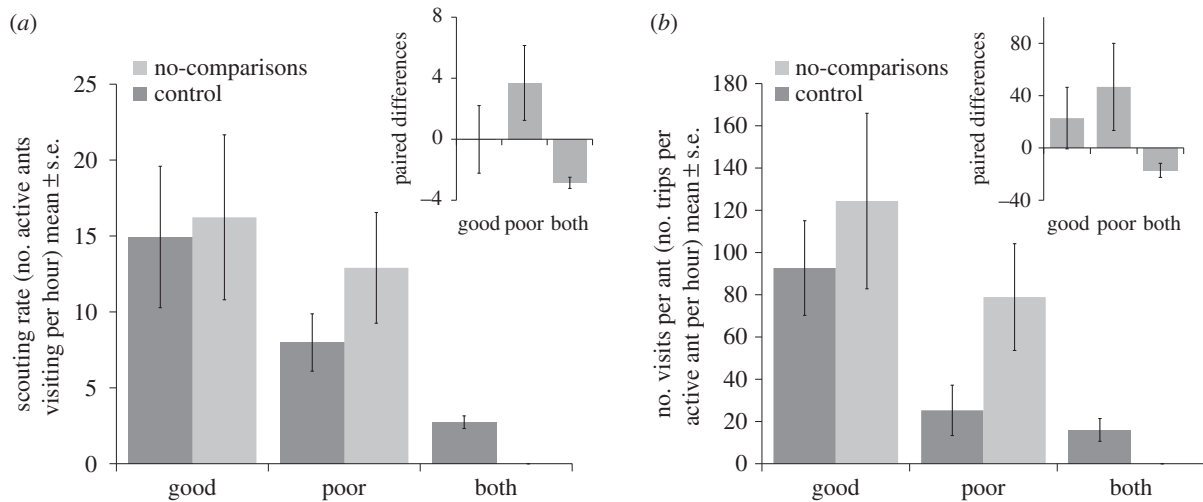 (a)
scouting rate (no. active ants
visiting per hour) mean ± s.e.
25
20
15
10
5
0
no-comparisons
control
good poor both
paired differences
8
4
0
−4
good poor both
(b)
no. visits per ant (no. trips per
active ant per hour) mean ± s.e.
180
160
140
120
100
80
60
40
20
0
no-comparisons
control
good poor both
paired differences
80
40
0
−40
good poor both